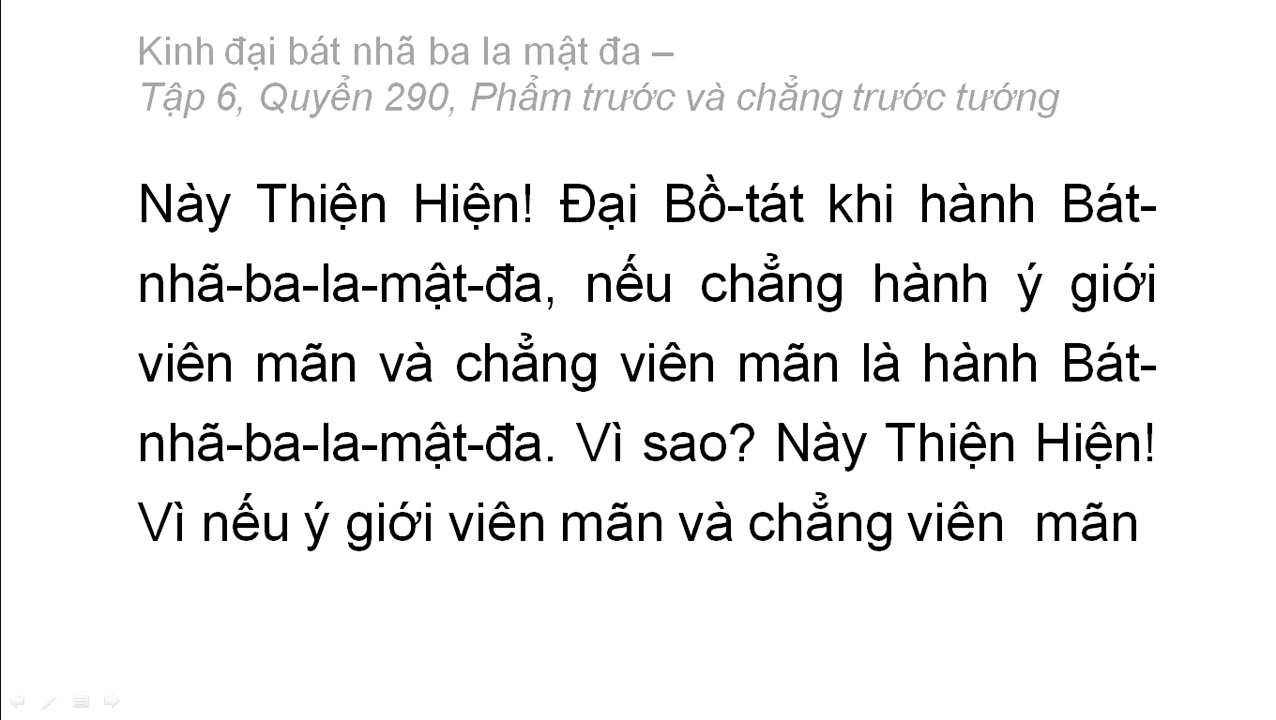 Kinh đại bát nhã ba la mật đa –
Tập 6, Quyển 290, Phẩm trước và chẳng trước tướng
Này Thiện Hiện! Đại Bồ-tát khi hành Bát-
nhã-ba-la-mật-đa, nếu chẳng hành ý giới
viên mãn và chẳng viên mãn là hành Bát-
nhã-ba-la-mật-đa. Vì sao? Này Thiện Hiện!
Vì nếu ý giới viên mãn và chẳng viên mãn